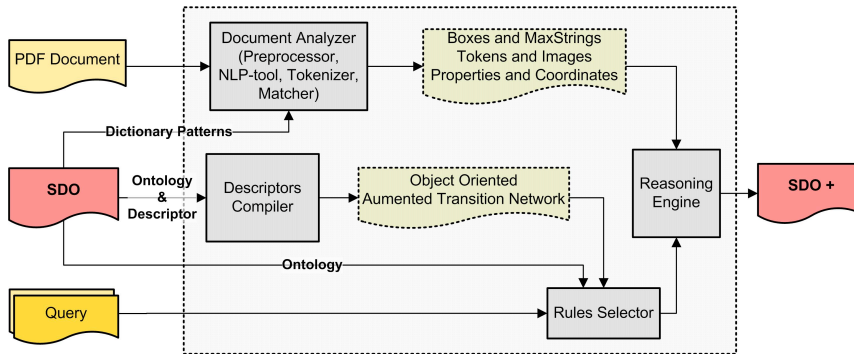 PDF Document
Document Analyzer
(Preprocessor,
NLP-tool, Tokenizer,
Matcher)
Boxes and MaxStrings
Tokens and Images
Properties and Coordinates
Dictionary Patterns
SDO
Ontology
&
Descriptor
Descriptors
Compiler
Object Oriented
Aumented Transition Network
Reasoning
Engine
SDO +
Ontology
Query
Rules Selector